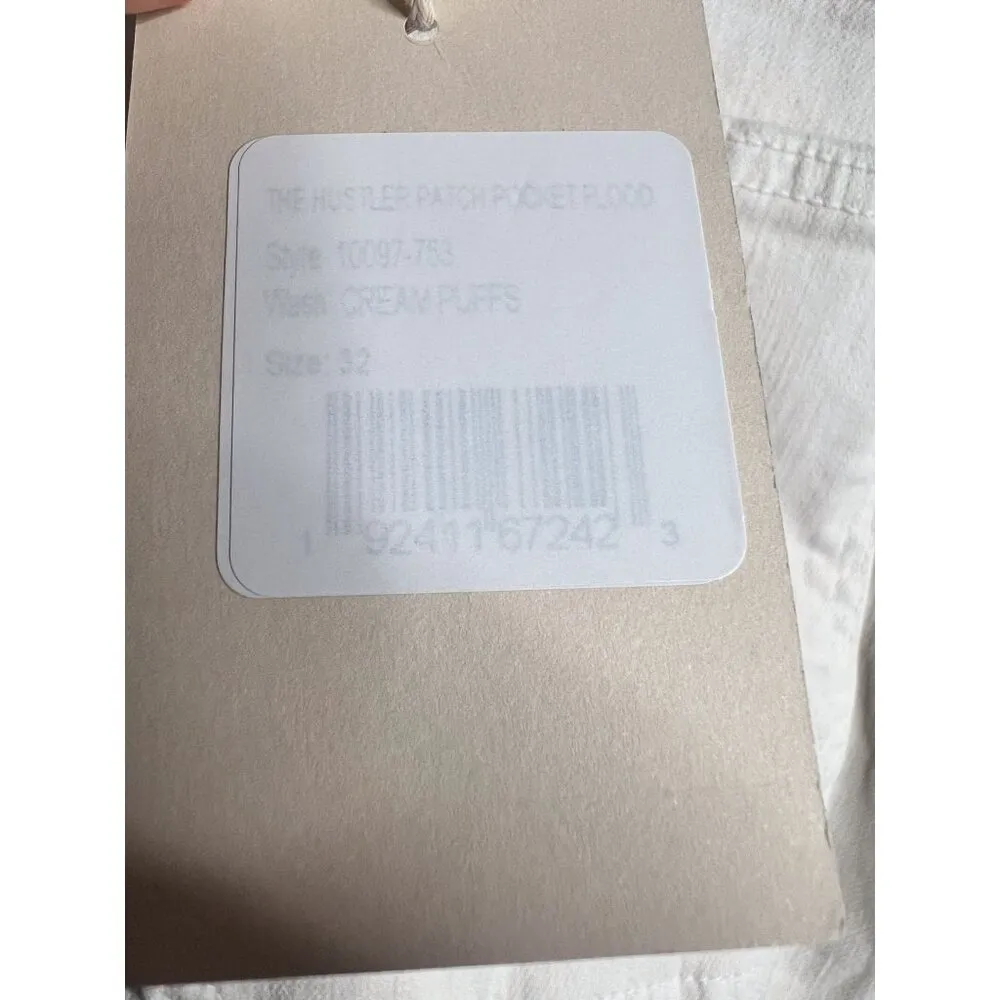 THE HUSTLER PATCH POCKET FLOOD
Style: 10097-753
Wash: CREAM PUFFS
Size: 32
1 92411 67242 3